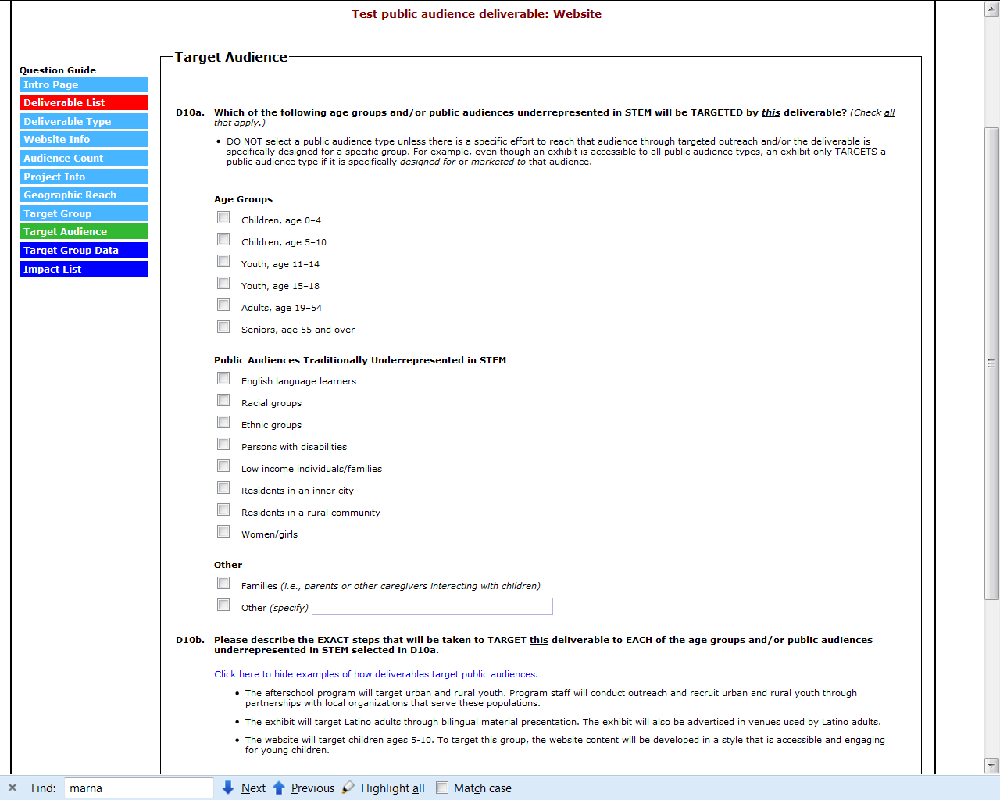 Test public audience deliverable: Website
Target Audience
Question Guide
Intro Page
Deliverable List
Deliverable Type
Website Info
Audience Count
Project Info
Geographic Reach
Target Group
Target Audience
Target Group Data
Impact List
D10a. Which of the following age groups and/or public audiences underrepresented in STEM will be TARGETED by this deliverable? (Check all
that apply.)
• DO NOT select a public audience type unless there is a specific effort to reach that audience through targeted outreach and/or the deliverable is
specifically designed for a specific group. For example, even though an exhibit is accessible to all public audience types, an exhibit only TARGETS a
public audience type if it is specifically designed for or marketed to that audience.
Age Groups
Children, age 0–4
Children, age 5–10
Youth, age 11–14
Youth, age 15–18
Adults, age 19–54
Seniors, age 55 and over
Public Audiences Traditionally Underrepresented in STEM
English language learners
Racial groups
Ethnic groups
Persons with disabilities
Low income individuals/families
Residents in an inner city
Residents in a rural community
Women/girls
Other
Families (i.e., parents or other caregivers interacting with children)
Other (specify)
D10b. Please describe the EXACT steps that will be taken to TARGET this deliverable to EACH of the age groups and/or public audiences
underrepresented in STEM selected in D10a.
Click here to hide examples of how deliverables target public audiences.
• The afterschool program will target urban and rural youth. Program staff will conduct outreach and recruit urban and rural youth through
partnerships with local organizations that serve these populations.
• The exhibit will target Latino adults through bilingual material presentation. The exhibit will also be advertised in venues used by Latino adults.
• The website will target children ages 5-10. To target this group, the website content will be developed in a style that is accessible and engaging
for young children.
Find: marna Next Previous Highlight all Match case